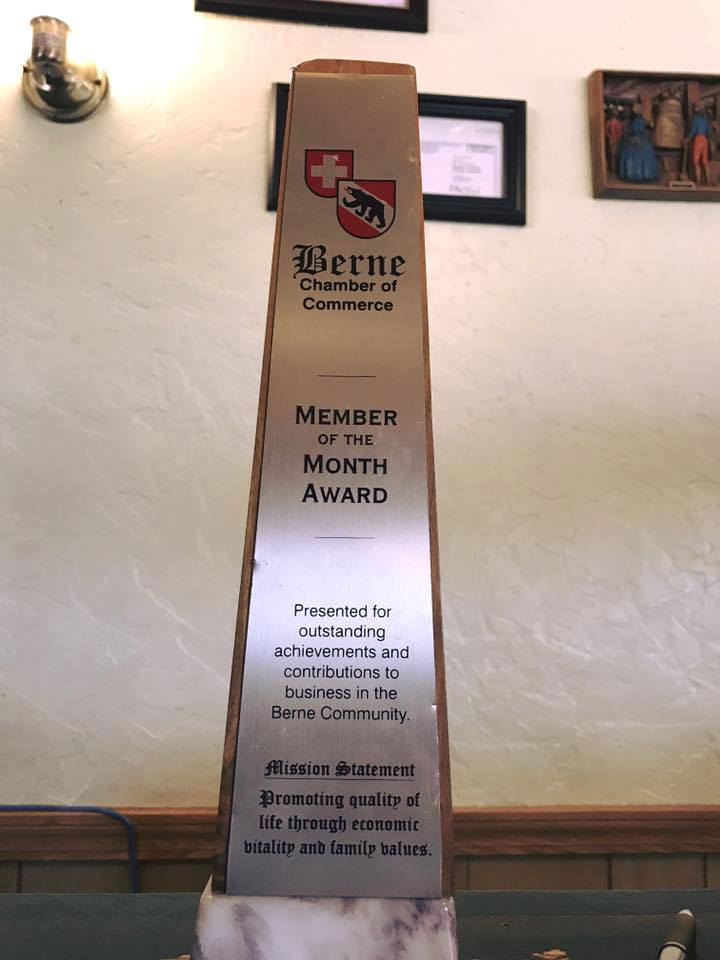 Berne
Chamber of
Commerce
MEMBER
OF THE
MONTH
AWARD
Presented for
outstanding
achievements and
contributions to
business in the
Berne Community.
Mission Statement
Promoting quality of
life through economic
vitality and family values.